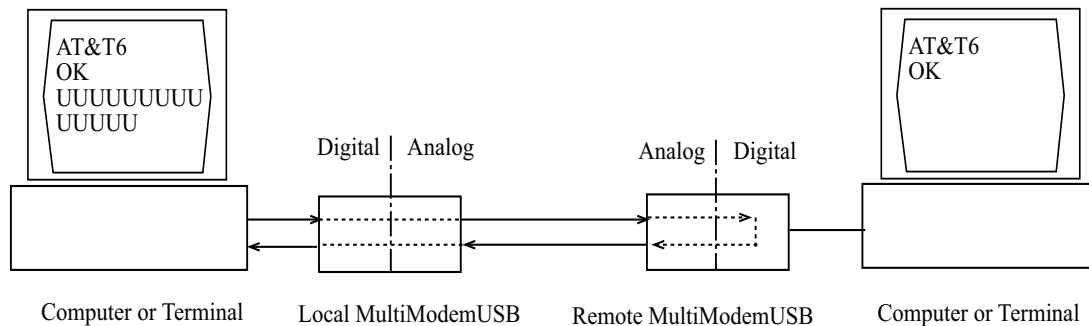 AT&T6
OK
UUUUUUUUU
UUUUU
AT&T6
OK
Digital
Analog
Analog
Digital
Computer or Terminal
Local MultiModemUSB
Remote MultiModemUSB
Computer or Terminal